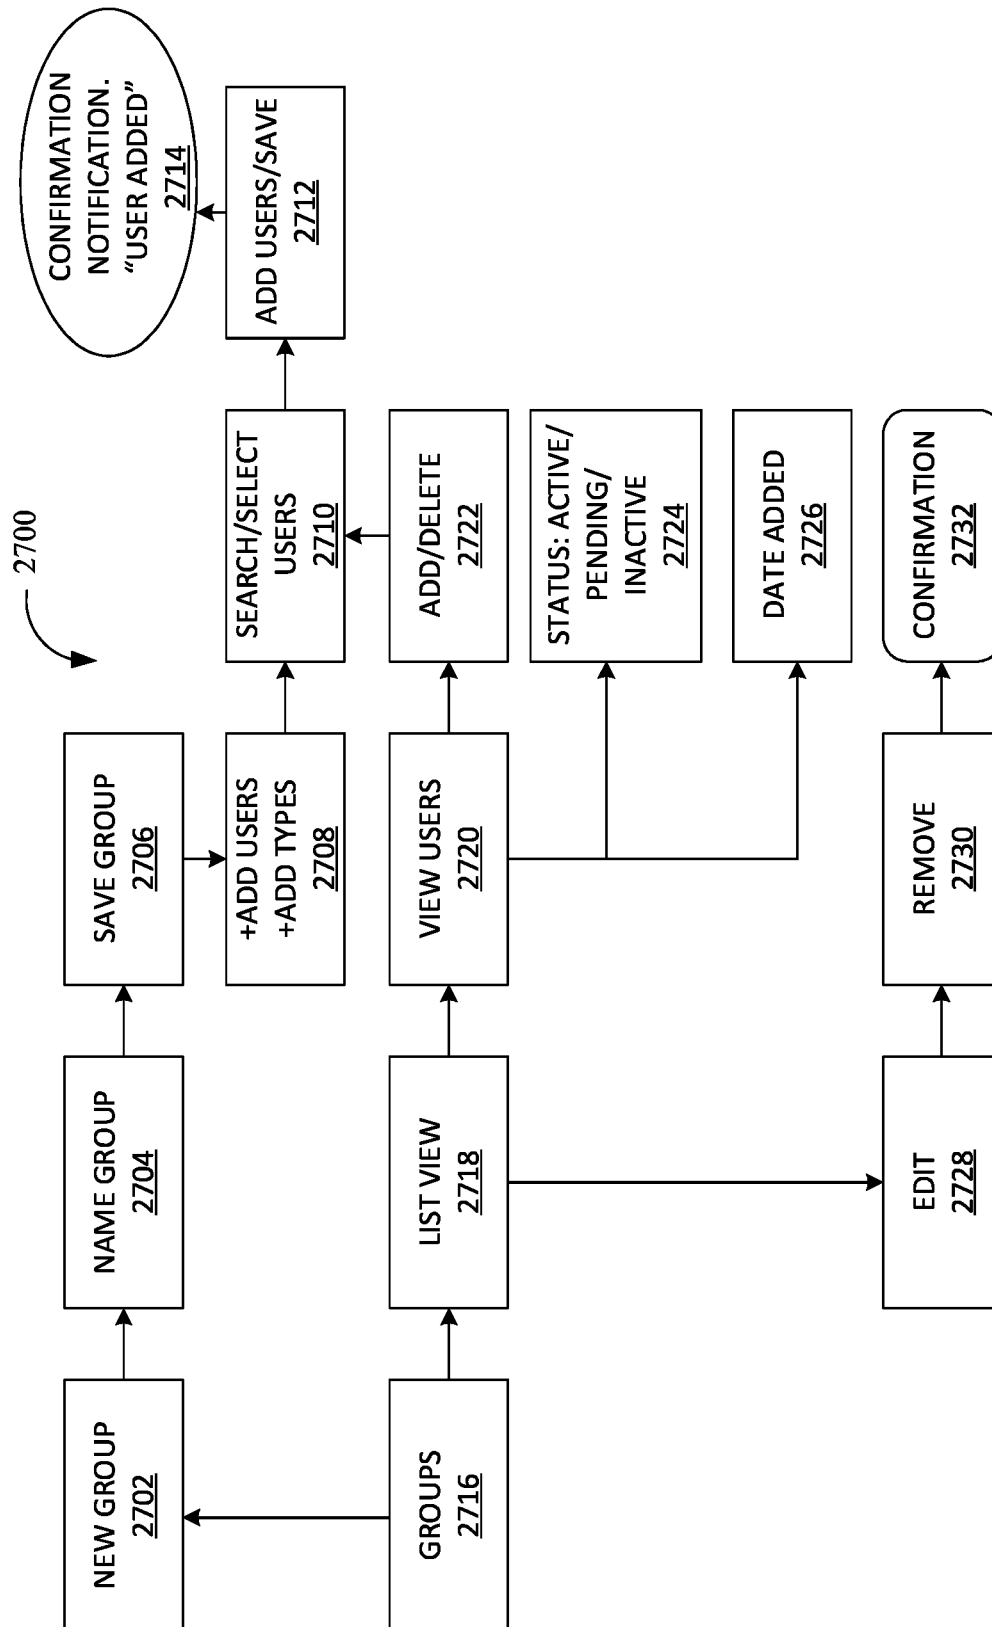 2700
NEW GROUP
2702
NAME GROUP
2704
SAVE GROUP
2706
+ADD USERS
+ADD TYPES
2708
SEARCH/SELECT
USERS
2710
ADD USERS/SAVE
2712
CONFIRMATION
NOTIFICATION.
“USER ADDED”
2714
GROUPS
2716
LIST VIEW
2718
VIEW USERS
2720
ADD/DELETE
2722
STATUS: ACTIVE/
PENDING/
INACTIVE
2724
DATE ADDED
2726
EDIT
2728
REMOVE
2730
CONFIRMATION
2732